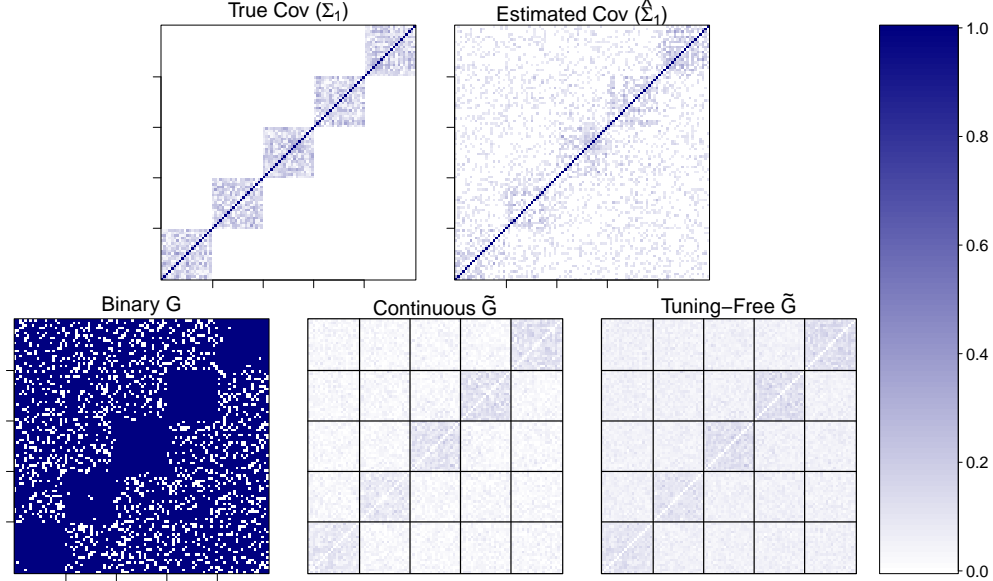 True Cov (Σ₁)
Estimated Cov (Σ̂₁)
Binary G
Continuous G̃
Tuning−Free G̃
1.0
0.8
0.6
0.4
0.2
0.0